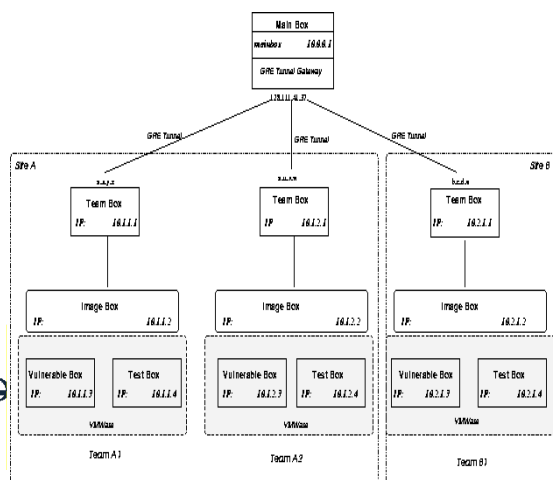 Main Box
mainbox 10.0.0.1
GRE Tunnel Gateway
GRE Tunnel GRE Tunnel GRE Tunnel
Site A Site B
Team Box Team Box Team Box
IP: 10.1.1.1 IP: 10.1.2.1 IP: 10.2.1.1
Image Box Image Box Image Box
IP: 10.1.1.2 IP: 10.1.2.2 IP: 10.2.1.2
Vulnerable Box Test Box Vulnerable Box Test Box Vulnerable Box Test Box
IP: 10.1.1.3 IP: 10.1.1.4 IP: 10.1.2.3 IP: 10.1.2.4 IP: 10.2.1.3 IP: 10.2.1.4
VMWare VMWare VMWare
Team A1 Team A2 Team B1